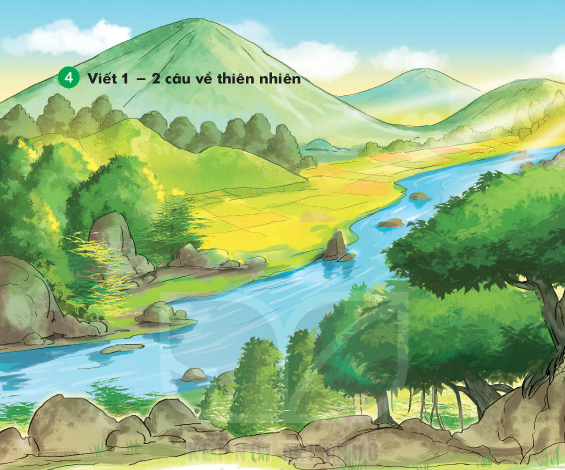 4 Viết 1 – 2 câu về thiên nhiên